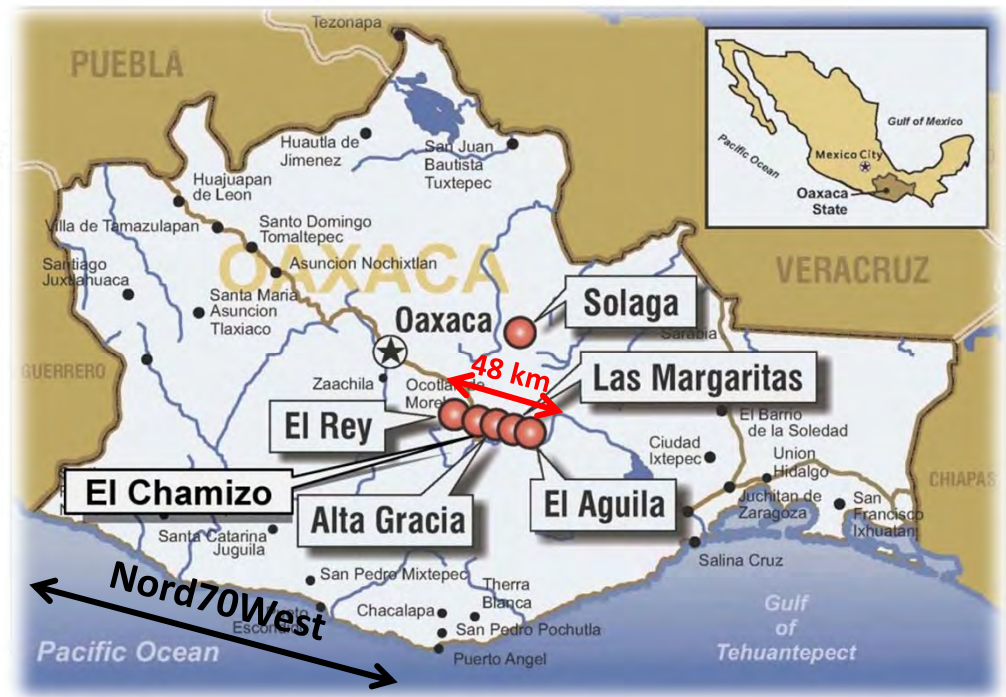 Tezonapa
PUEBLA
Gulf of Mexico
Pacific Ocean
Mexico City
Oaxaca
State
Huautla de
Jimenez
San Juan
Bautista
Tuxtepec
Huajuapan
de Leon
Villa de Tamazulapan
Santo Domingo
Tomaltepec
OAXACA
Asuncion Nochixtlan
Santiago
Juxtlahuaca
Santa Maria
Asuncion
Tlaxiaco
VERACRUZ
Solaga
Oaxaca
Sarabia
GUERRERO
48 km
Las Margaritas
Zaachila
Ocotlan de
Morel
El Rey
El Barrio
de la Soledad
Ciudad
Ixtepec
Union
Hidalgo
CHIAPAS
El Chamizo
Alta Gracia
El Aguila
Juchitan de
Zaragoza
San
Francisco
Ixhuatan
Santa Catarina
Juguila
Salina Cruz
Nord70West
San Pedro Mixtepec
Therra
Blanca
Escondido
Chacalapa
San Pedro Pochutla
Puerto Angel
Pacific Ocean
Gulf
of
Tehuantepect